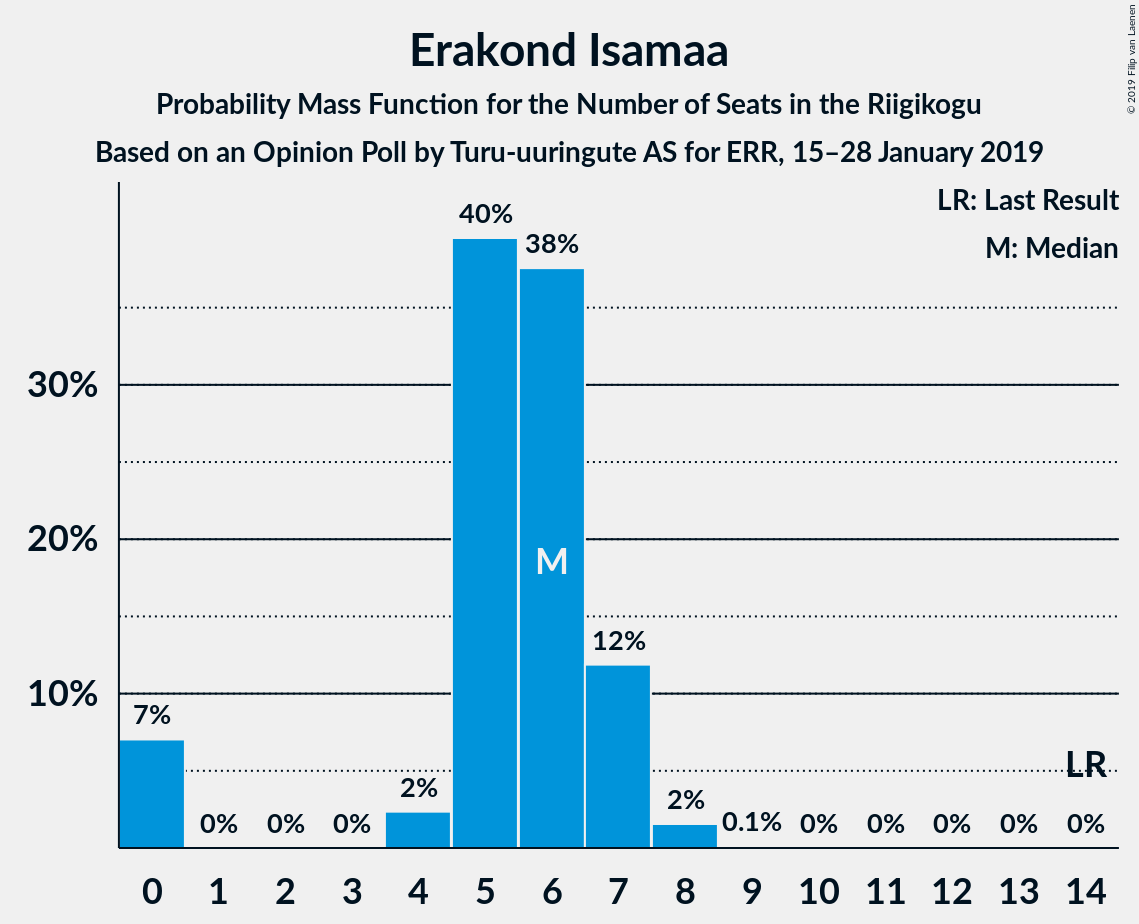 Erakond Isamaa
Probability Mass Function for the Number of Seats in the Riigikogu
Based on an Opinion Poll by Turu-uuringute AS for ERR, 15–28 January 2019
© 2019 Filip van Laenen
LR: Last Result
M: Median
40%
38%
30%
20%
M
12%
10%
7%
LR
2%
2%
0% 0% 0% 0.1% 0% 0% 0% 0% 0%
0 1 2 3 4 5 6 7 8 9 10 11 12 13 14